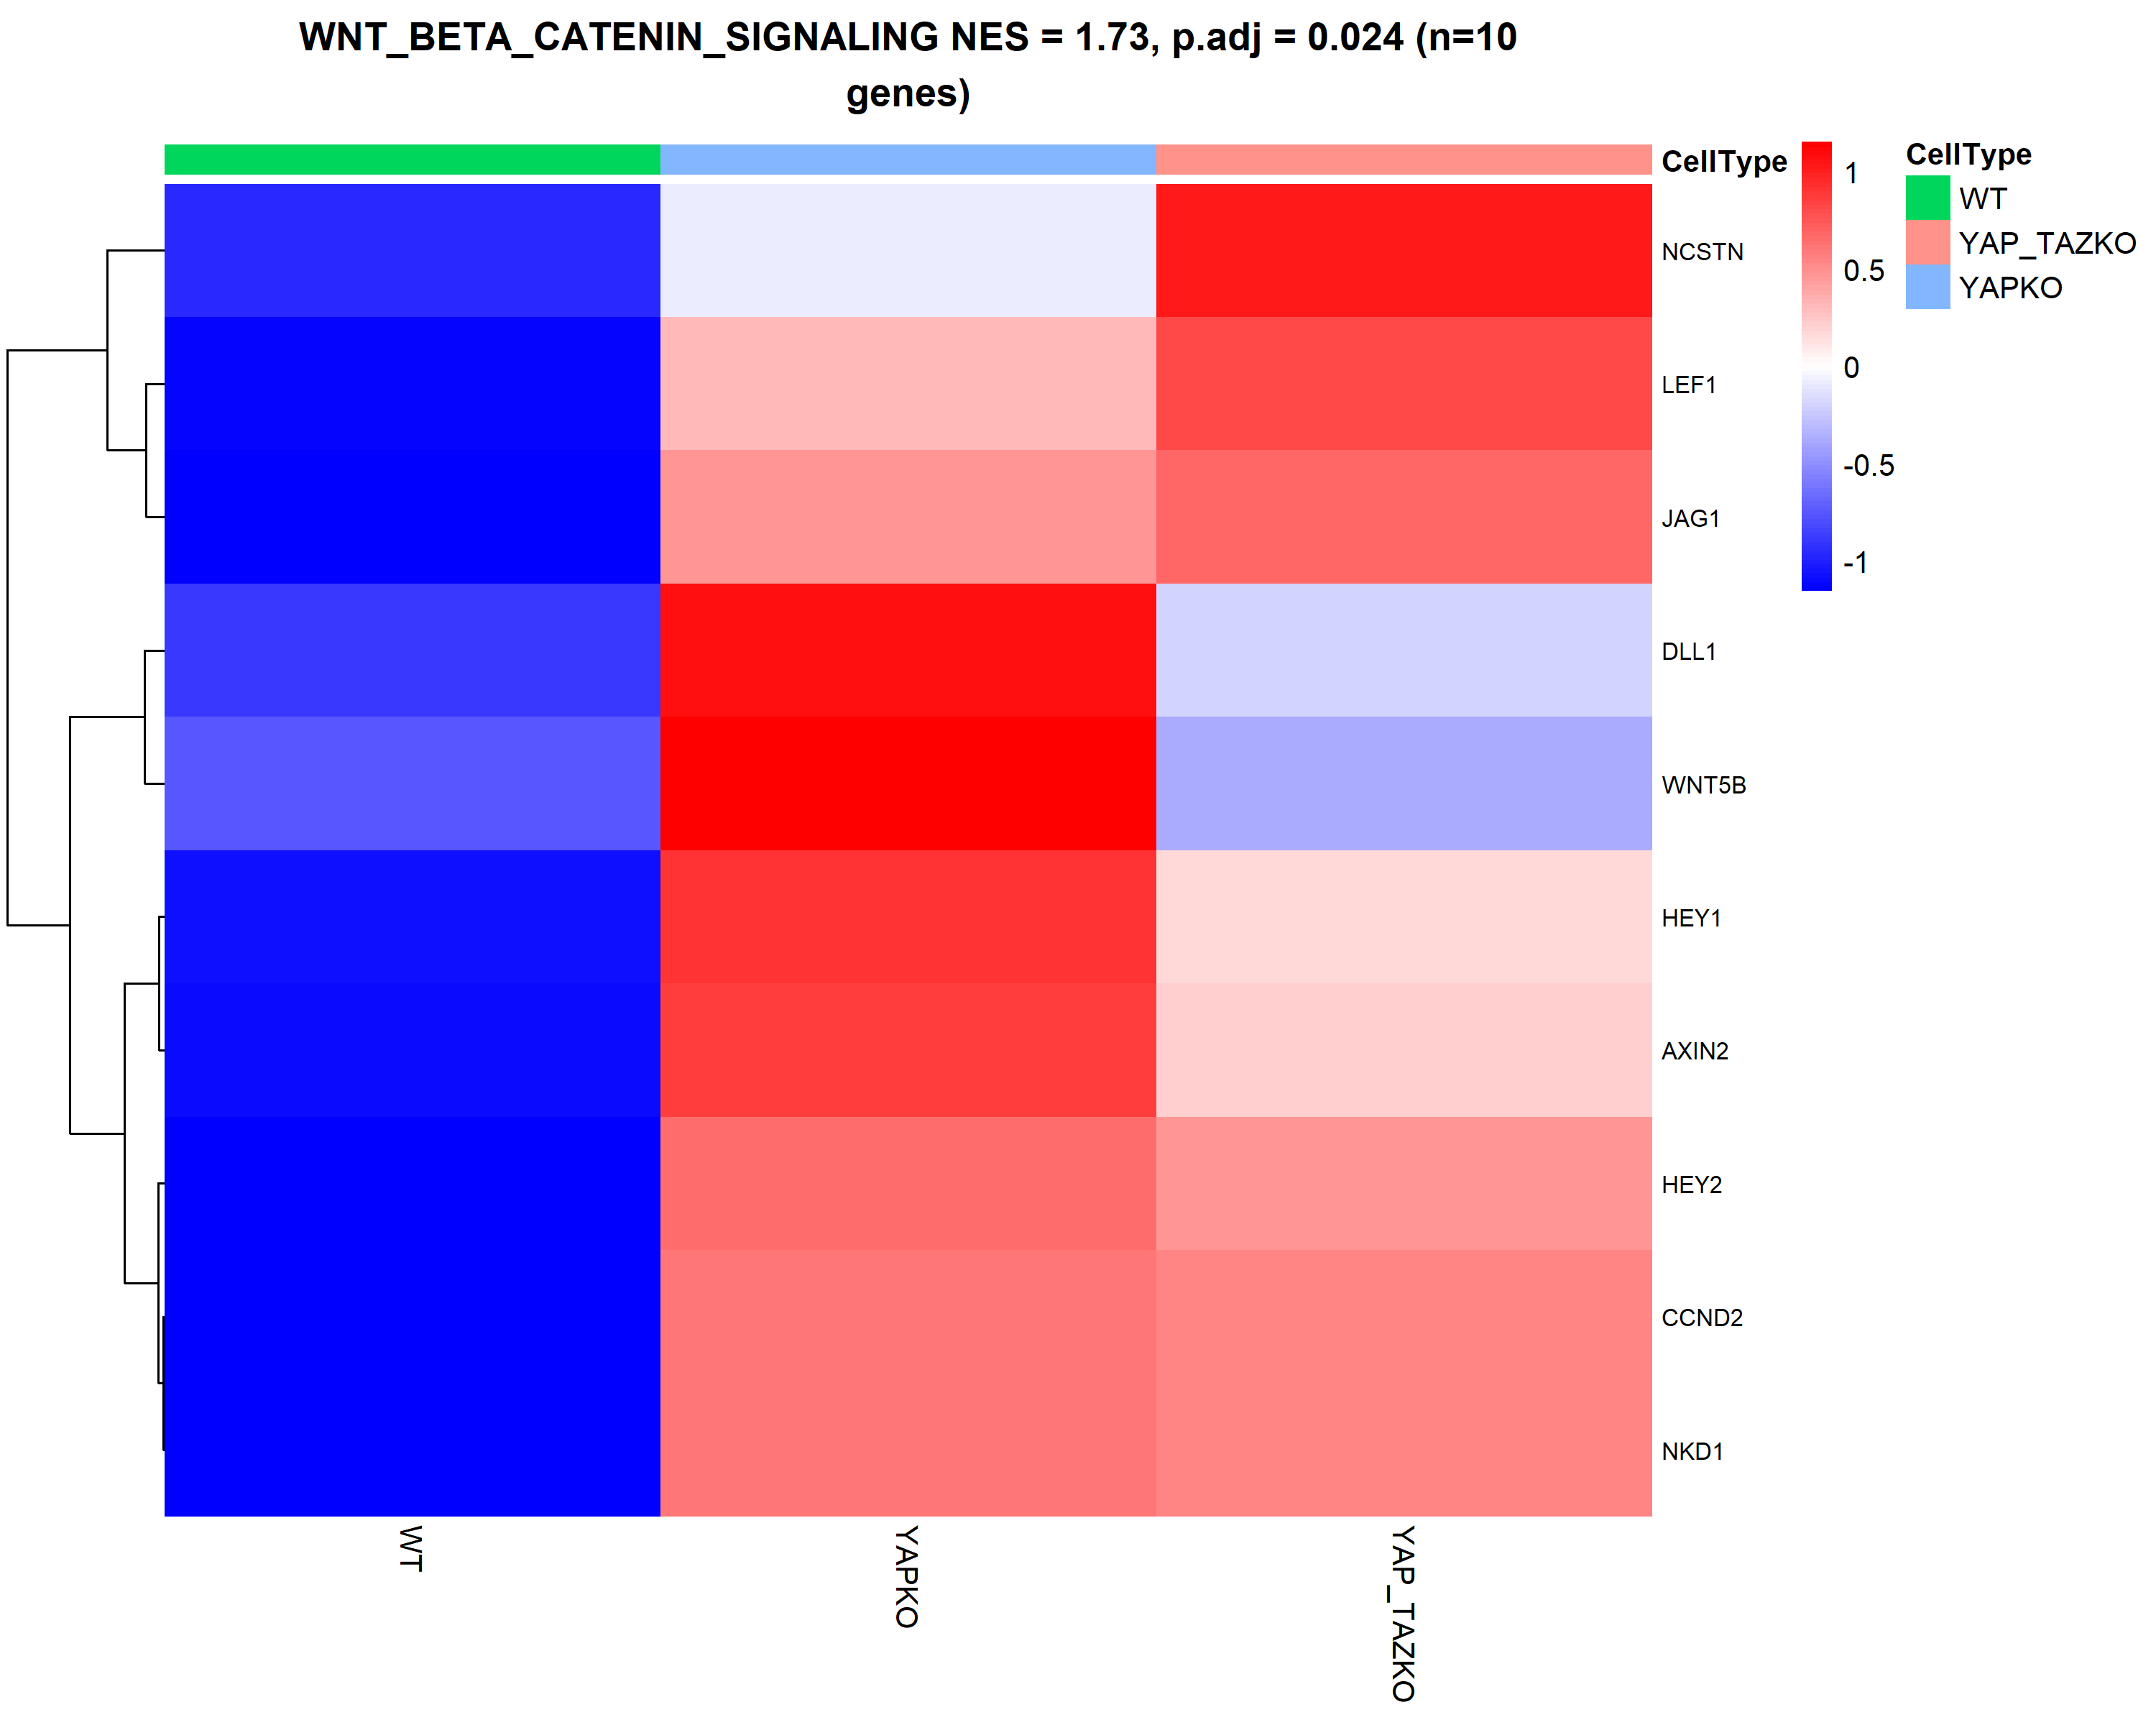 WNT_BETA_CATENIN_SIGNALING NES = 1.73, p.adj = 0.024 (n=10
genes)
CellType
NCSTN
LEF1
JAG1
DLL1
WNT5B
HEY1
AXIN2
HEY2
CCND2
NKD1
WT
YAPKO
YAP_TAZKO
1
0.5
0
-0.5
-1
CellType
WT
YAP_TAZKO
YAPKO